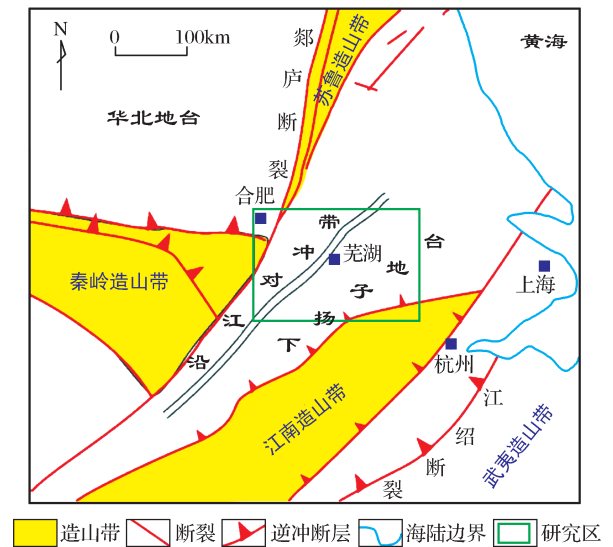 N
0 100km
郯庐断裂
苏鲁造山带
黄海
华北地台
合肥
沿江对冲带
芜湖
下扬子地台
秦岭造山带
上海
杭州
江南造山带
江绍断裂
武夷造山带
造山带 断裂 逆冲断层 海陆边界 研究区